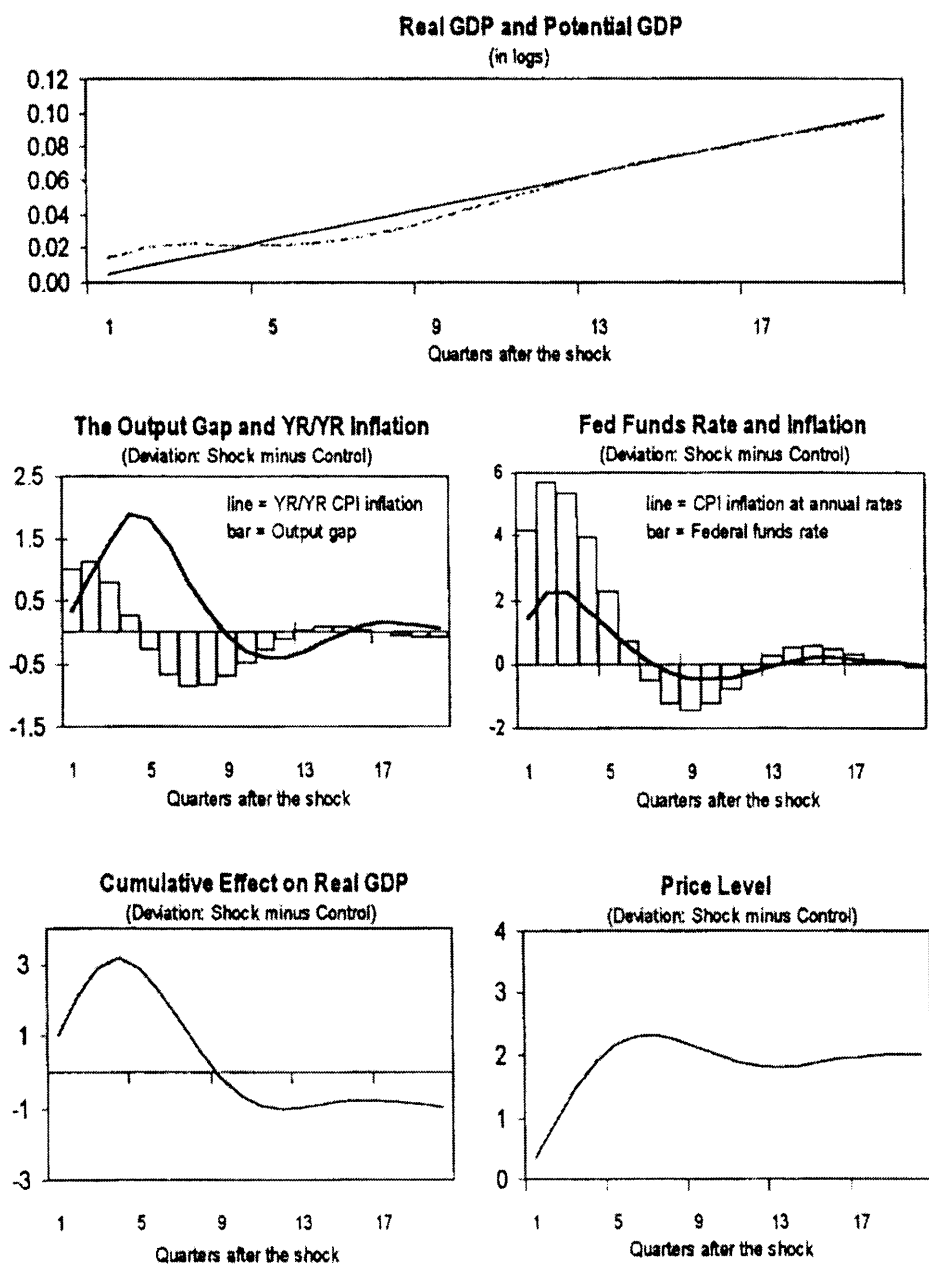 Real GDP and Potential GDP
(in logs)
0.12
0.10
0.08
0.06
0.04
0.02
0.00
1 5 9 13 17
Quarters after the shock
The Output Gap and YR/YR Inflation
(Deviation: Shock minus Control)
2.5
1.5
0.5
-0.5
-1.5
line = YR/YR CPI inflation
bar = Output gap
1 5 9 13 17
Quarters after the shock
Fed Funds Rate and Inflation
(Deviation: Shock minus Control)
6
4
2
0
-2
line = CPI inflation at annual rates
bar = Federal funds rate
1 5 9 13 17
Quarters after the shock
Cumulative Effect on Real GDP
(Deviation: Shock minus Control)
3
1
-1
-3
1 5 9 13 17
Quarters after the shock
Price Level
(Deviation: Shock minus Control)
4
3
2
1
0
1 5 9 13 17
Quarters after the shock